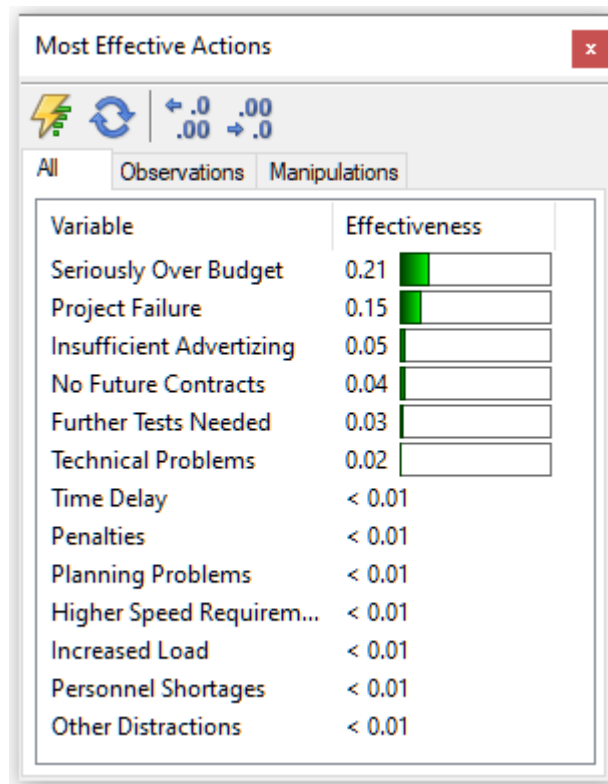 Most Effective Actions
x
.0 .00
.00 .0
All Observations Manipulations
Variable Effectiveness
Seriously Over Budget 0.21
Project Failure 0.15
Insufficient Advertizing 0.05
No Future Contracts 0.04
Further Tests Needed 0.03
Technical Problems 0.02
Time Delay < 0.01
Penalties < 0.01
Planning Problems < 0.01
Higher Speed Requirem... < 0.01
Increased Load < 0.01
Personnel Shortages < 0.01
Other Distractions < 0.01